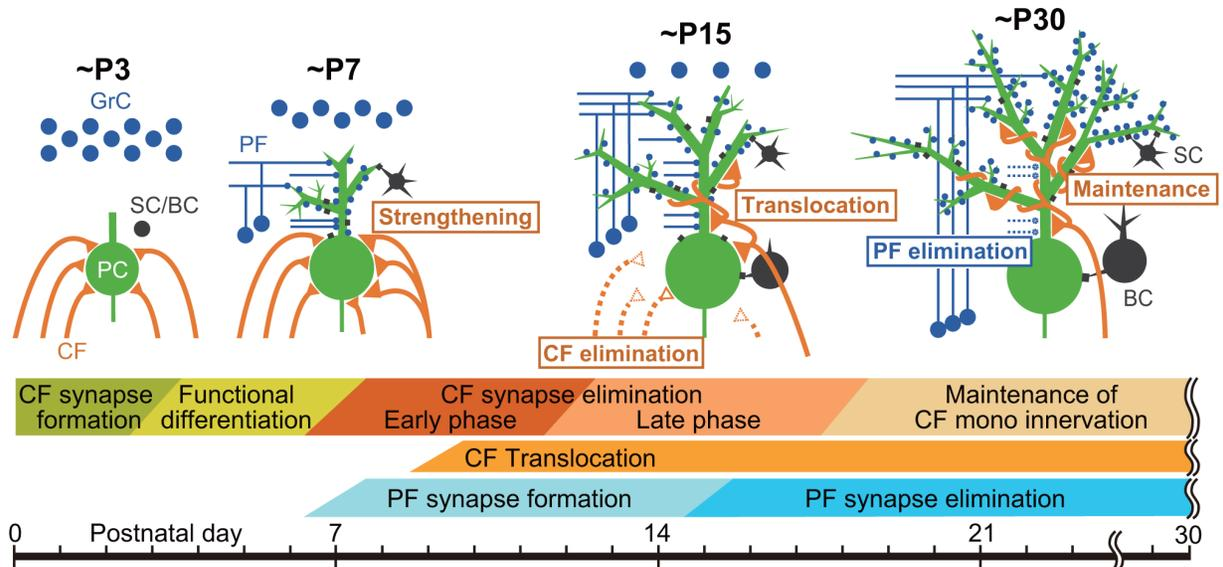 ~P3
~P7
~P15
~P30
GrC
PF
SC/BC
SC
Strengthening
Translocation
Maintenance
PC
PF elimination
BC
CF
CF elimination
CF synapse
formation
Functional
differentiation
CF synapse elimination
Early phase
Late phase
Maintenance of
CF mono innervation
CF Translocation
PF synapse formation
PF synapse elimination
0 Postnatal day 7 14 21 30